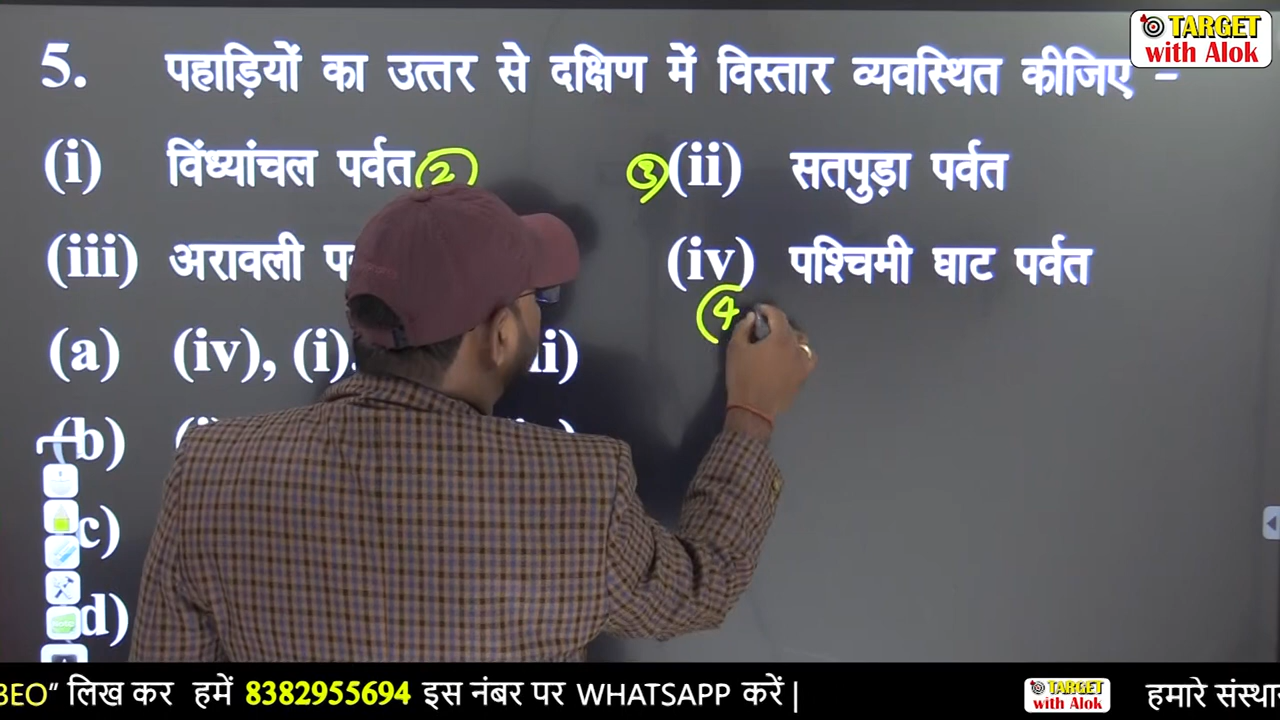 TARGET
with Alok
5. पहाड़ियों का उत्तर से दक्षिण में विस्तार व्यवस्थित कीजिए –
(i) विंध्यांचल पर्वत 2 3 (ii) सतपुड़ा पर्वत
(iii) अरावली (iv) पश्चिमी घाट पर्वत
4
(a) (iv), (i)
(b)
c)
d)
BEO" लिख कर हमें 8382955694 इस नंबर पर WHATSAPP करें |
TARGET
with Alok
हमारे